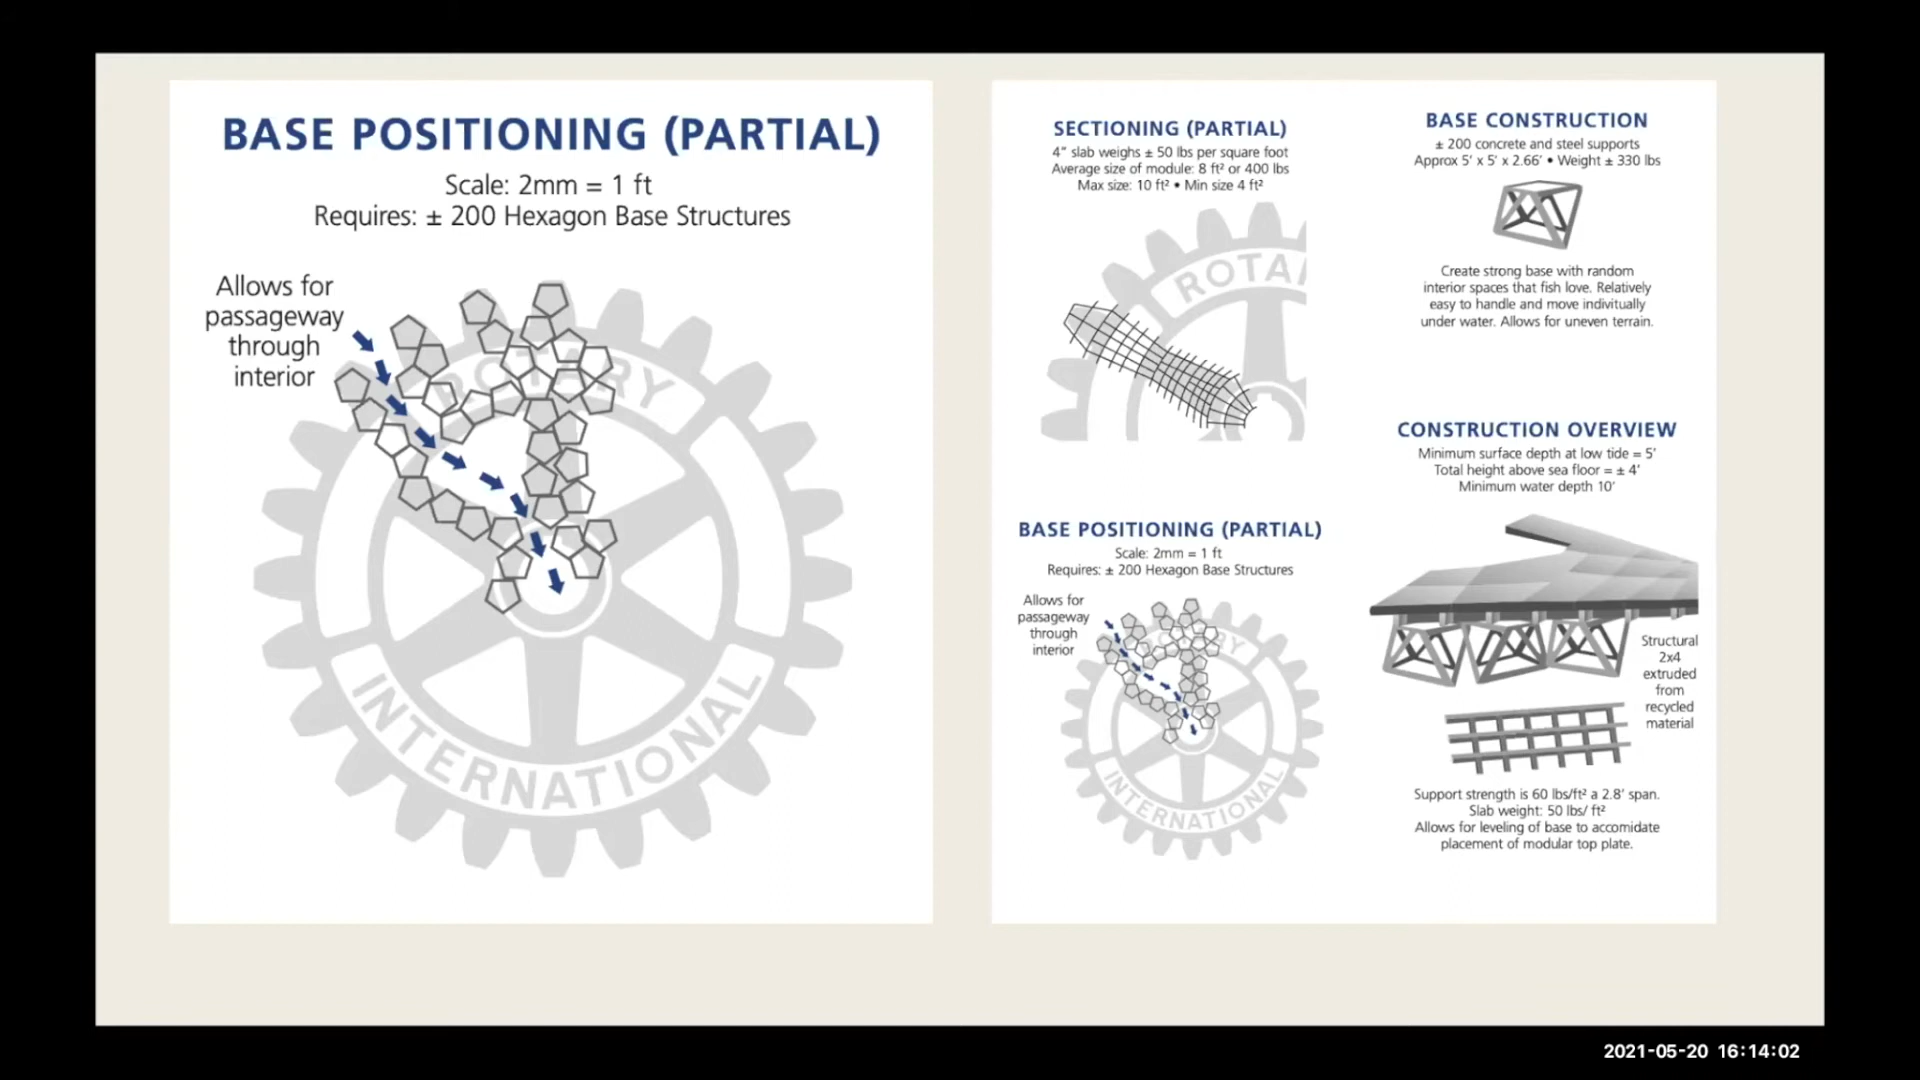 BASE POSITIONING (PARTIAL)
Scale: 2mm = 1 ft
Requires: ± 200 Hexagon Base Structures
Allows for
passageway
through
interior
ROTARY
INTERNATIONAL
SECTIONING (PARTIAL)
4" slab weighs ± 50 lbs per square foot
Average size of module: 8 ft² or 400 lbs
Max size: 10 ft² • Min size 4 ft²
ROTA
BASE POSITIONING (PARTIAL)
Scale: 2mm = 1 ft
Requires: ± 200 Hexagon Base Structures
Allows for
passageway
through
interior
ROTARY
INTERNATIONAL
BASE CONSTRUCTION
± 200 concrete and steel supports
Approx 5' x 5' x 2.66' • Weight ± 330 lbs
Create strong base with random
interior spaces that fish love. Relatively
easy to handle and move indivitually
under water. Allows for uneven terrain.
CONSTRUCTION OVERVIEW
Minimum surface depth at low tide = 5'
Total height above sea floor = ± 4'
Minimum water depth 10'
Structural
2x4
extruded
from
recycled
material
Support strength is 60 lbs/ft² a 2.8' span.
Slab weight: 50 lbs/ ft²
Allows for leveling of base to accomidate
placement of modular top plate.
2021-05-20 16:14:02